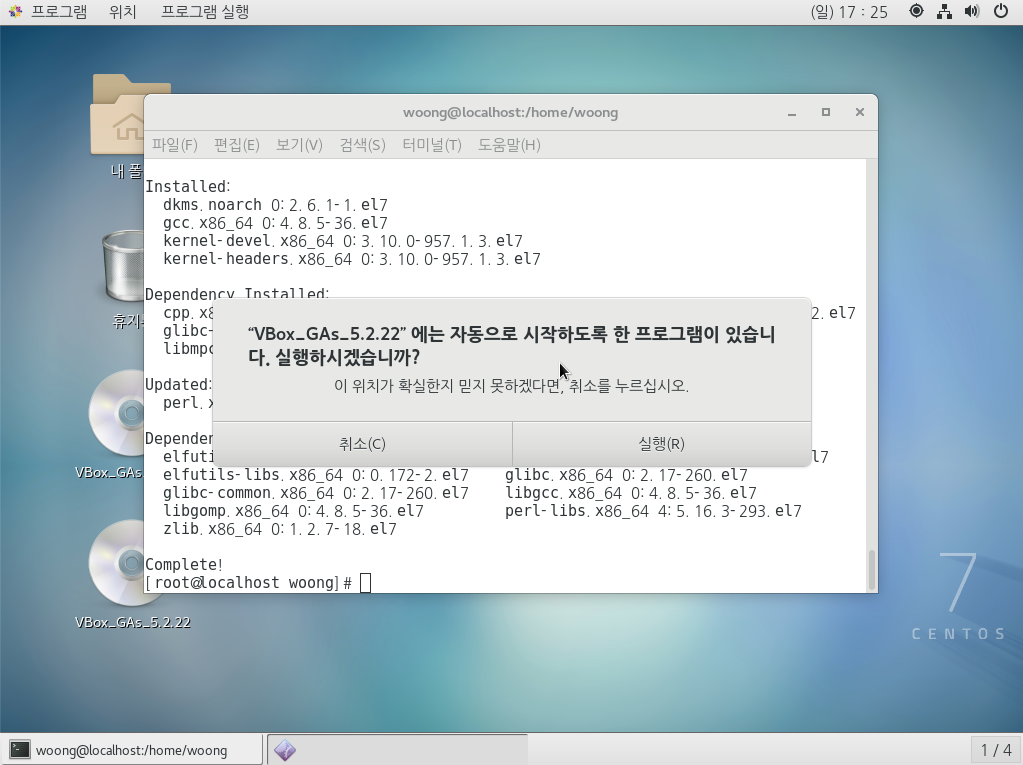 프로그램 위치 프로그램 실행 (일) 17 : 25
woong@localhost:/home/woong
파일(F) 편집(E) 보기(V) 검색(S) 터미널(T) 도움말(H)
내
Installed:
dkms.noarch 0:2.6.1-1.el7
gcc.x86_64 0:4.8.5-36.el7
kernel-devel.x86_64 0:3.10.0-957.1.3.el7
kernel-headers.x86_64 0:3.10.0-957.1.3.el7
Dependency Installed:
cpp. 2.el7
glibc-
“VBox_GAs_5.2.22” 에는 자동으로 시작하도록 한 프로그램이 있습니
다. 실행하시겠습니까?
이 위치가 확실한지 믿지 못하겠다면, 취소를 누르십시오.
취소(C) 실행(R)
Updated:
perl.
elfutils-libs.x86_64 0:0.172-2.el7 glibc.x86_64 0:2.17-260.el7
glibc-common.x86_64 0:2.17-260.el7 libgcc.x86_64 0:4.8.5-36.el7
libgomp.x86_64 0:4.8.5-36.el7 perl-libs.x86_64 4:5.16.3-293.el7
zlib.x86_64 0:1.2.7-18.el7
Complete!
[root@localhost woong]#
VBox_GAs
VBox_GAs_5.2.22
7
CENTOS
woong@localhost:/home/woong
1 / 4